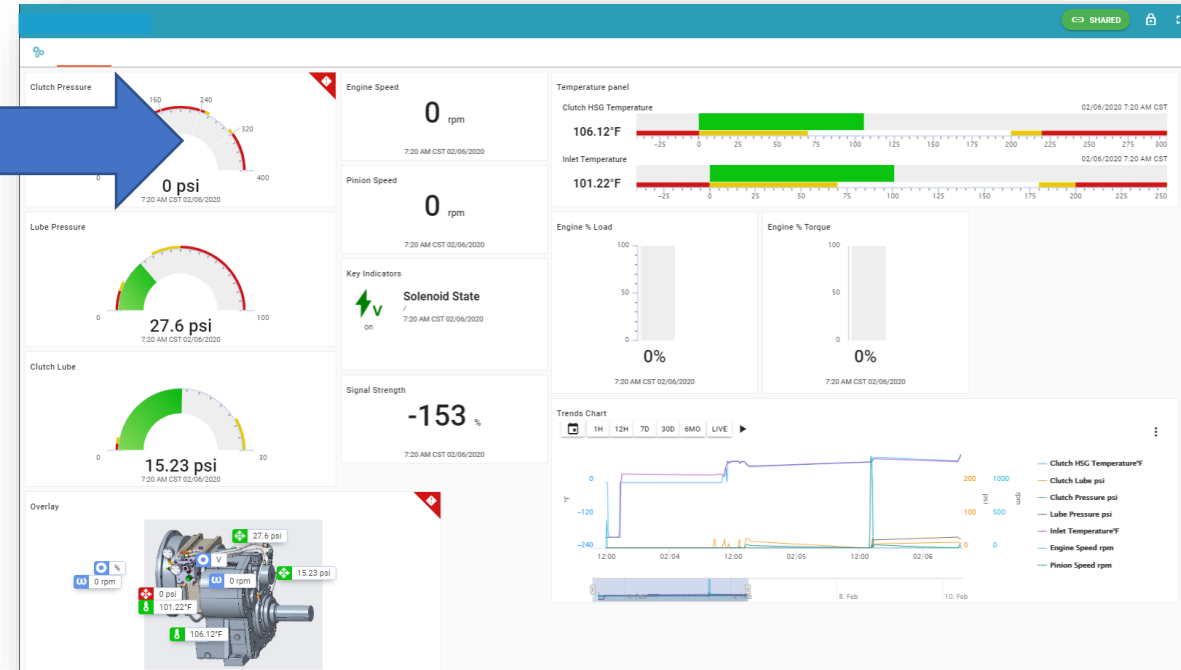 SHARED
Clutch Pressure
160
240
320
0
400
0 psi
7:20 AM CST 02/06/2020
Engine Speed
0 rpm
7:20 AM CST 02/06/2020
Temperature panel
Clutch HSG Temperature
02/06/2020 7:20 AM CST
106.12°F
-25 0 25 50 75 100 125 150 175 200 225 250 275 300
Inlet Temperature
02/06/2020 7:20 AM CST
101.22°F
-25 0 25 50 75 100 125 150 175 200 225 250
Pinion Speed
0 rpm
7:20 AM CST 02/06/2020
Lube Pressure
0
100
27.6 psi
7:20 AM CST 02/06/2020
Key Indicators
V
on
Solenoid State
/
7:20 AM CST 02/06/2020
Engine % Load
100
50
0
0%
7:20 AM CST 02/06/2020
Engine % Torque
100
50
0
0%
7:20 AM CST 02/06/2020
Clutch Lube
0
30
15.23 psi
7:20 AM CST 02/06/2020
Signal Strength
-153 %
7:20 AM CST 02/06/2020
Trends Chart
1H 12H 7D 30D 6MO LIVE
0
-120
-240
°F
200
100
0
psi
1000
500
0
rpm
12:00 02/04 12:00 02/05 12:00 02/06
8. Feb
10. Feb
Clutch HSG Temperature°F
Clutch Lube psi
Clutch Pressure psi
Lube Pressure psi
Inlet Temperature°F
Engine Speed rpm
Pinion Speed rpm
Overlay
27.6 psi
V
%
ω 0 rpm
ω 0 rpm
15.23 psi
0 psi
101.22°F
106.12°F